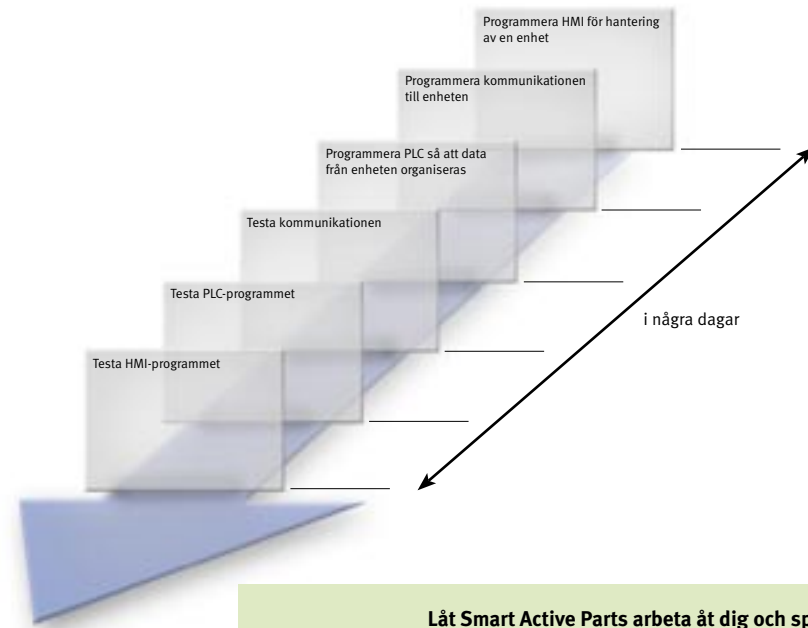 Programmera HMI för hantering
av en enhet
Programmera kommunikationen
till enheten
Programmera PLC så att data
från enheten organiseras
Testa kommunikationen
Testa PLC-programmet
i några dagar
Testa HMI-programmet
Låt Smart Active Parts arbeta åt dig och sp